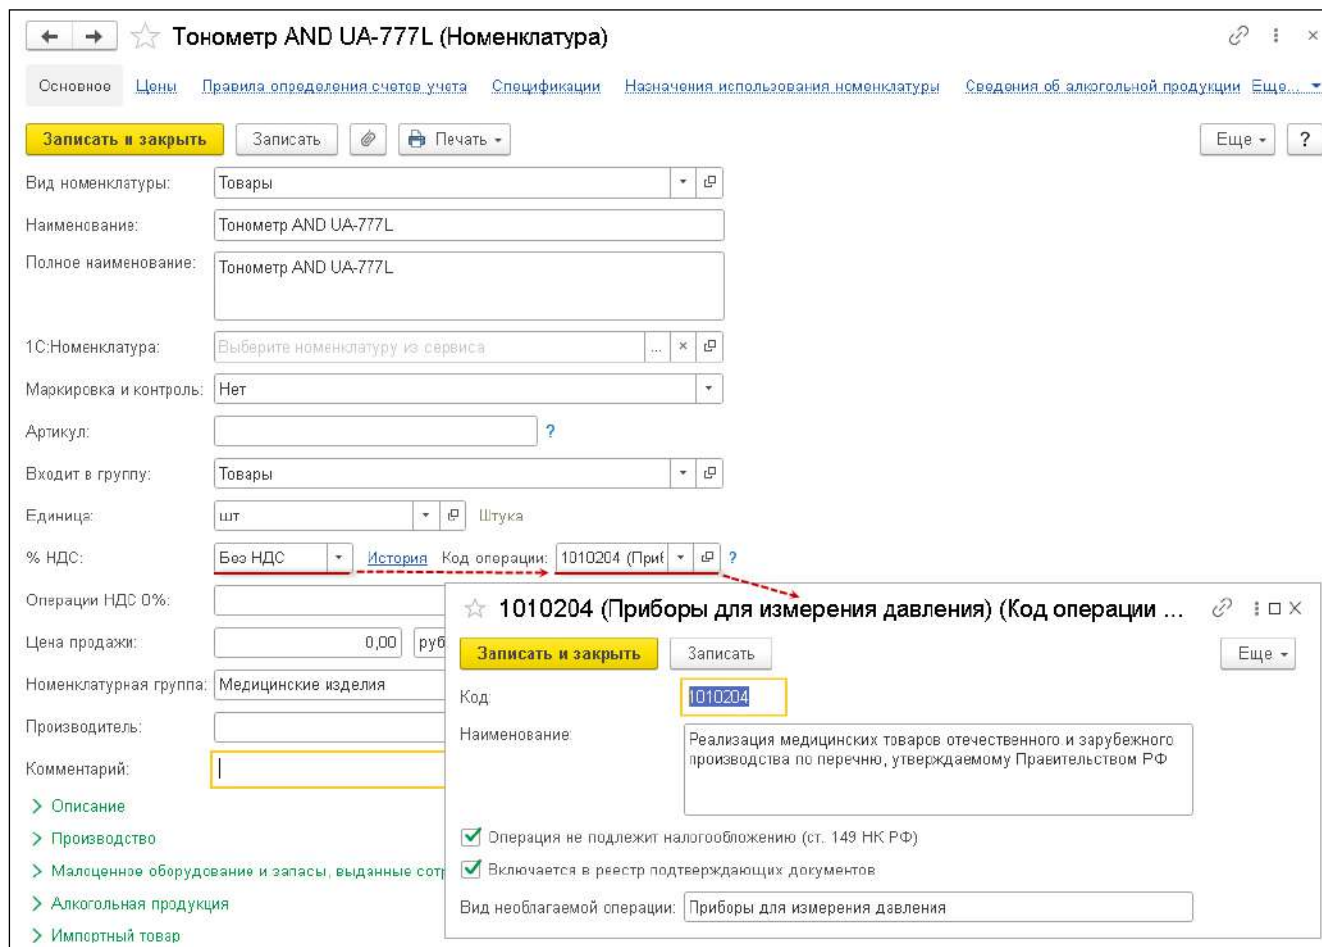 Тонометр AND UA-777L (Номенклатура)
Основное Цены Правила определения счетов учета Спецификации Назначения использования номенклатуры Сведения об алкогольной продукции Еще...
Записать и закрыть Записать Печать Еще ?
Вид номенклатуры: Товары
Наименование: Тонометр AND UA-777L
Полное наименование: Тонометр AND UA-777L
1С:Номенклатура: Выберите номенклатуру из сервиса ...
Маркировка и контроль: Нет
Артикул: ?
Входит в группу: Товары
Единица: шт Штука
% НДС: Без НДС История Код операции: 1010204 (Приб ?
Операции НДС 0%:
Цена продажи: 0,00 руб
Номенклатурная группа: Медицинские изделия
Производитель:
Комментарий:
Описание
Производство
Малоценное оборудование и запасы, выданные сотр
Алкогольная продукция
Импортный товар
1010204 (Приборы для измерения давления) (Код операции ...
Записать и закрыть Записать Еще
Код: 1010204
Наименование: Реализация медицинских товаров отечественного и зарубежного
производства по перечню, утверждаемому Правительством РФ
Операция не подлежит налогообложению (ст. 149 НК РФ)
Включается в реестр подтверждающих документов
Вид необлагаемой операции: Приборы для измерения давления